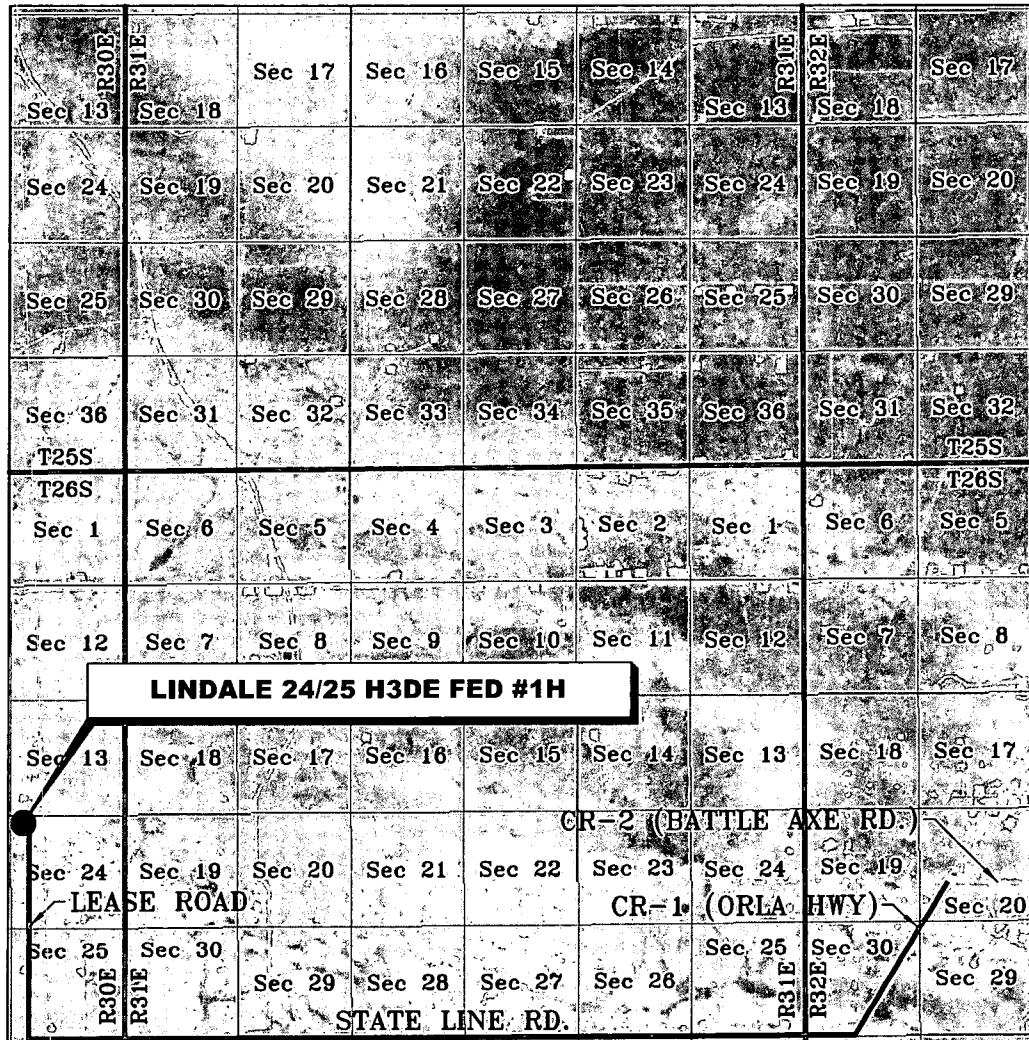 R30E R31E Sec 17 Sec 16 Sec 15 Sec 14 R31E R32E Sec 17
Sec 13 Sec 18 Sec 13 Sec 18
Sec 24 Sec 19 Sec 20 Sec 21 Sec 22 Sec 23 Sec 24 Sec 19 Sec 20
Sec 25 Sec 30 Sec 29 Sec 28 Sec 27 Sec 26 Sec 25 Sec 30 Sec 29
Sec 36 Sec 31 Sec 32 Sec 33 Sec 34 Sec 35 Sec 36 Sec 31 Sec 32
T25S T25S
T26S T26S
Sec 1 Sec 6 Sec 5 Sec 4 Sec 3 Sec 2 Sec 1 Sec 6 Sec 5
Sec 12 Sec 7 Sec 8 Sec 9 Sec 10 Sec 11 Sec 12 Sec 7 Sec 8
LINDALE 24/25 H3DE FED #1H
Sec 13 Sec 18 Sec 17 Sec 16 Sec 15 Sec 14 Sec 13 Sec 18 Sec 17
CR-2 (BATTLE AXE RD.)
Sec 24 Sec 19 Sec 20 Sec 21 Sec 22 Sec 23 Sec 24 Sec 19
LEASE ROAD CR-1 (ORLA HWY) Sec 20
Sec 25 Sec 30 Sec 25 Sec 30
R30E R31E Sec 29 Sec 28 Sec 27 Sec 26 R31E R32E Sec 29
STATE LINE RD.